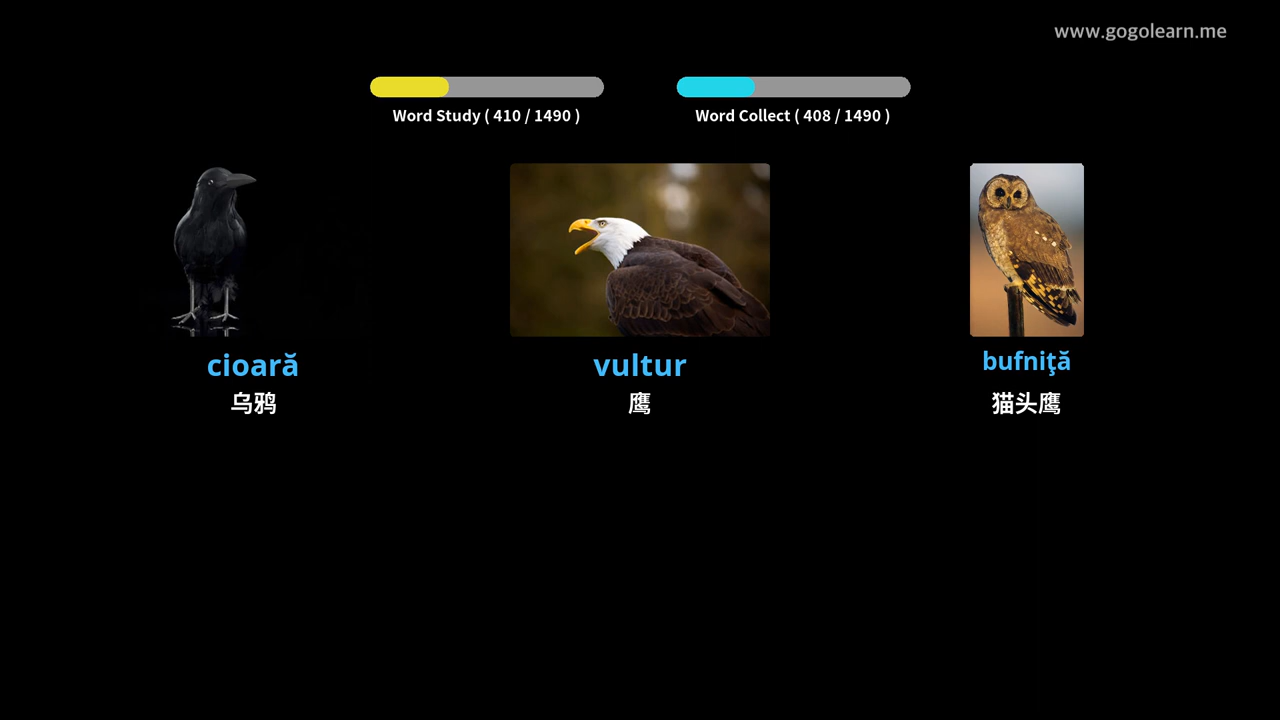 www.gogolearn.me
Word Study ( 410 / 1490 )
Word Collect ( 408 / 1490 )
cioară
vultur
bufniţă
乌鸦
鹰
猫头鹰